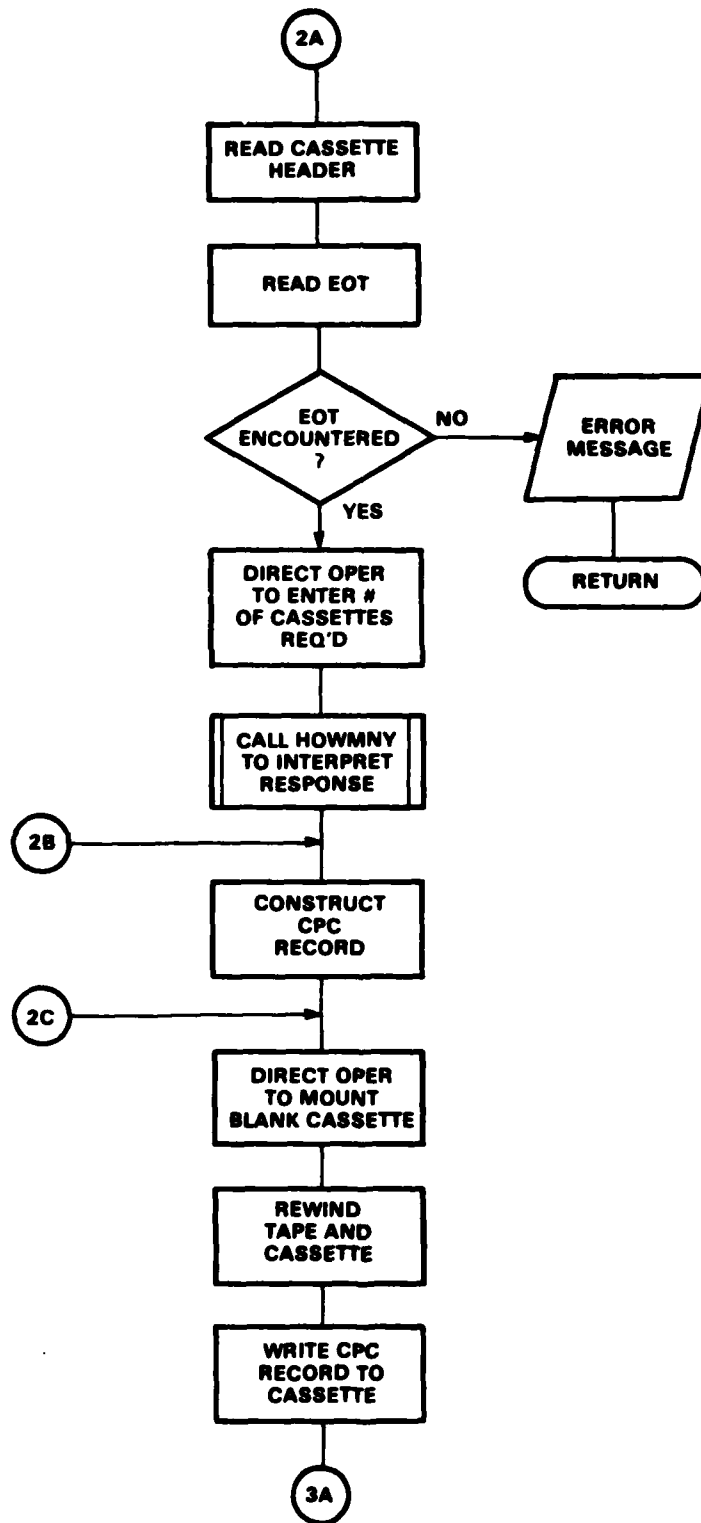 2A
READ CASSETTE
HEADER
READ EOT
EOT
ENCOUNTERED
?
NO
ERROR
MESSAGE
YES
RETURN
DIRECT OPER
TO ENTER #
OF CASSETTES
REQ'D
CALL HOWMNY
TO INTERPRET
RESPONSE
2B
CONSTRUCT
CPC
RECORD
2C
DIRECT OPER
TO MOUNT
BLANK CASSETTE
REWIND
TAPE AND
CASSETTE
WRITE CPC
RECORD TO
CASSETTE
3A